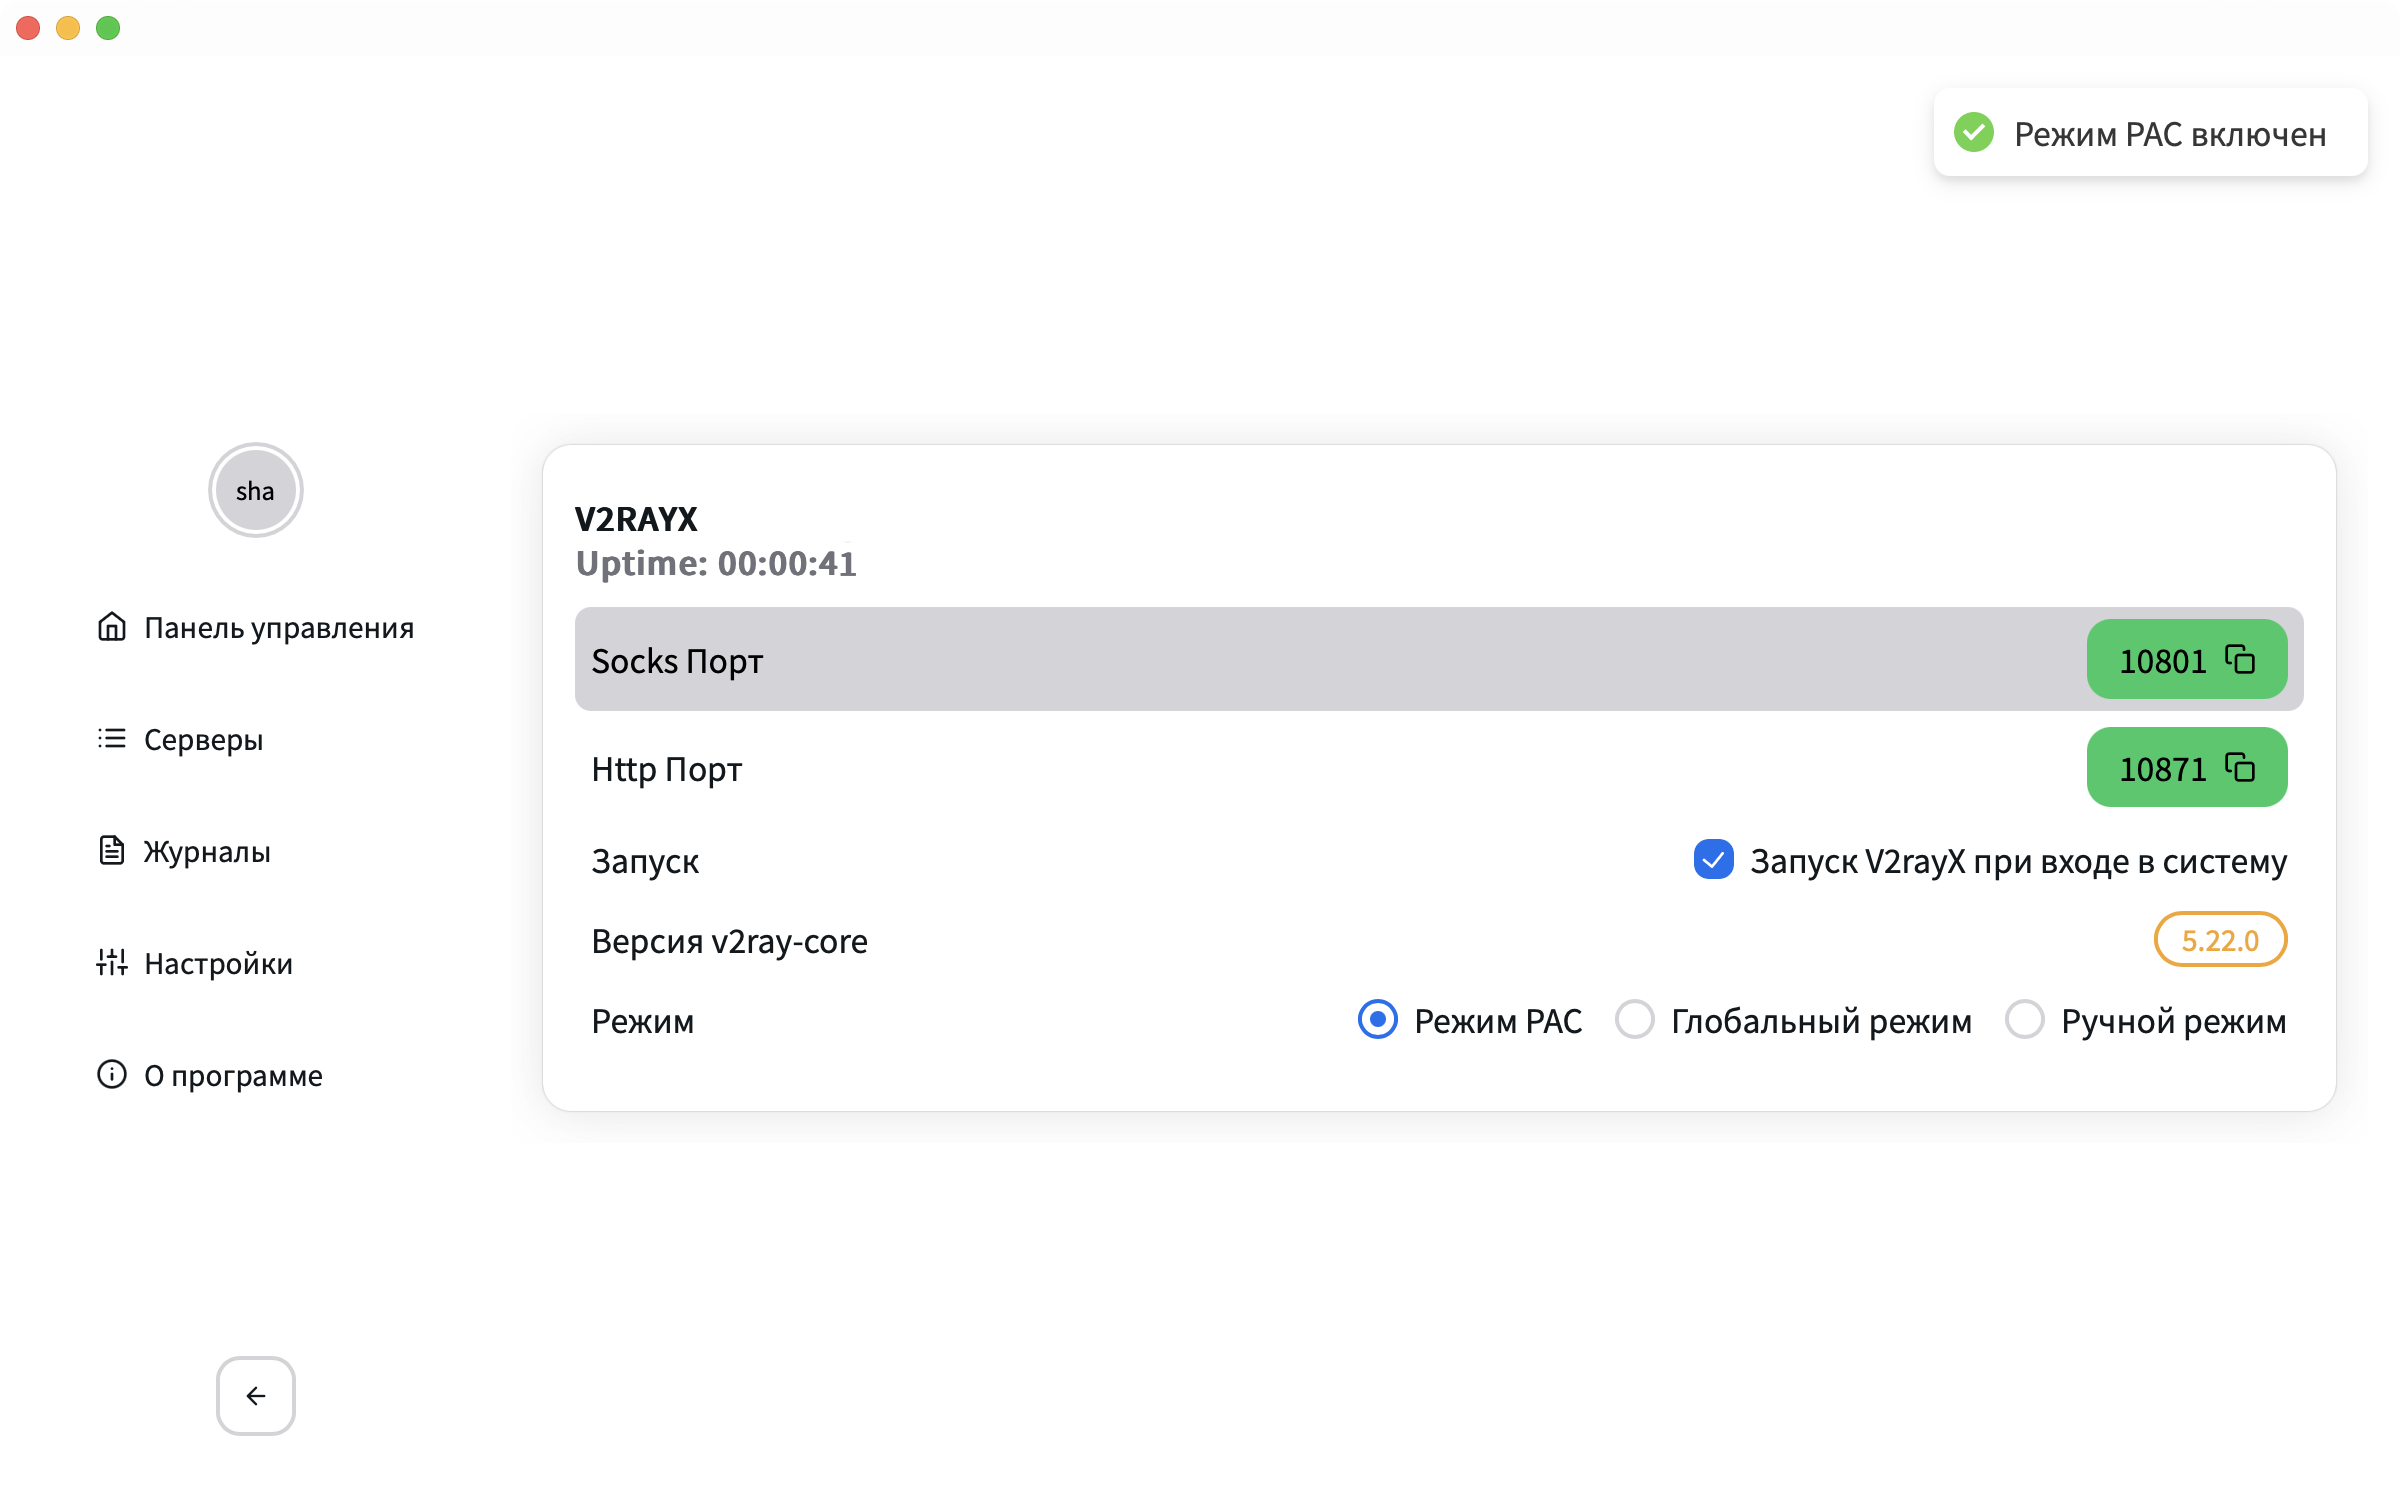 Режим PAC включен
sha
Панель управления
Серверы
Журналы
Настройки
О программе
V2RAYX
Uptime: 00:00:41
Socks Порт 10801
Http Порт 10871
Запуск Запуск V2rayX при входе в систему
Версия v2ray-core 5.22.0
Режим Режим PAC Глобальный режим Ручной режим